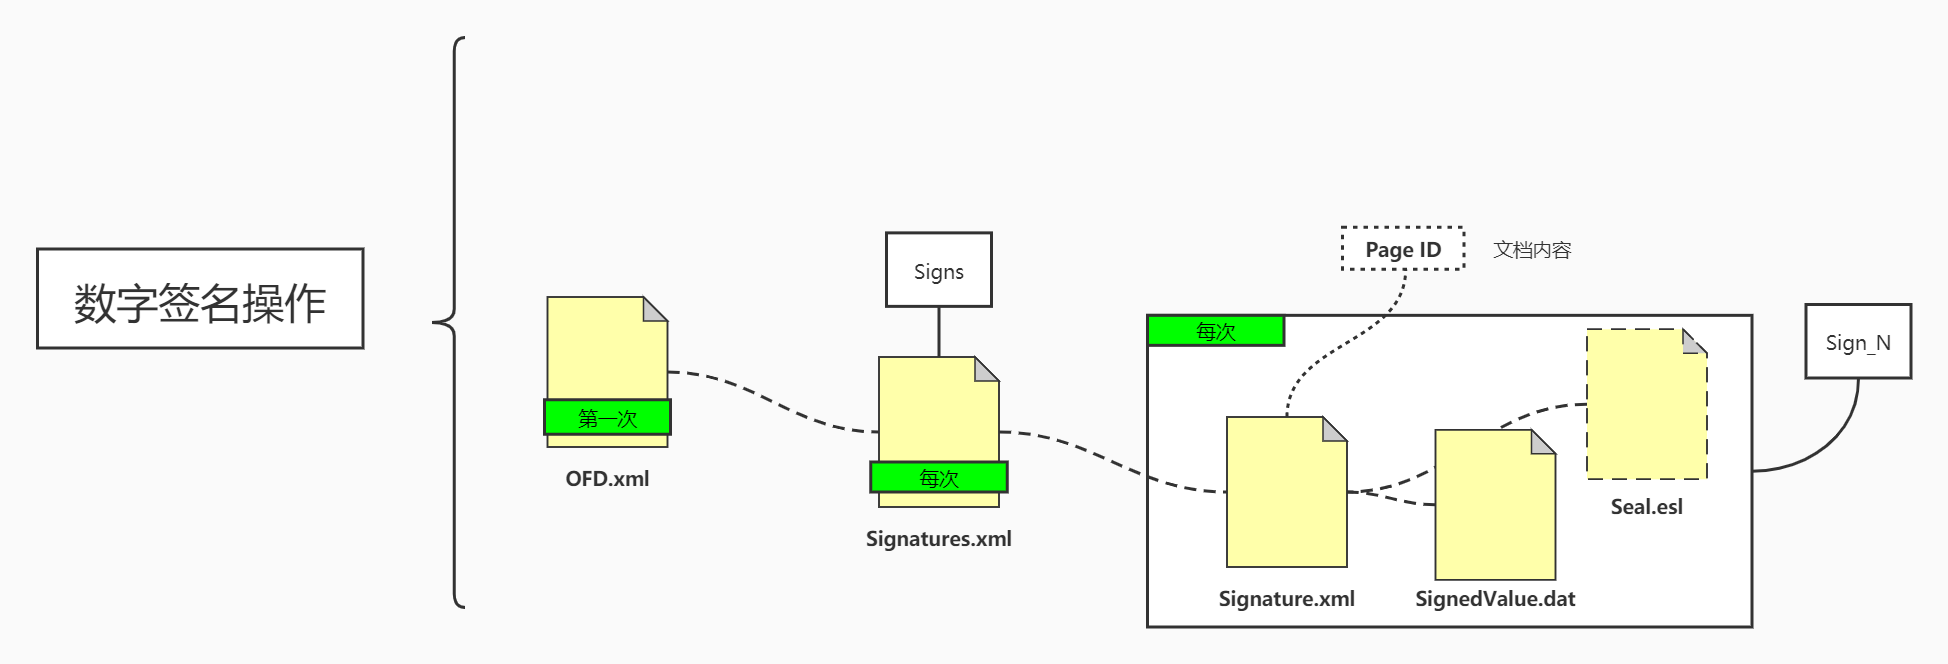 数字签名操作
第一次
OFD.xml
Signs
每次
Signatures.xml
Page ID
文档内容
每次
Signature.xml
SignedValue.dat
Seal.esl
Sign_N